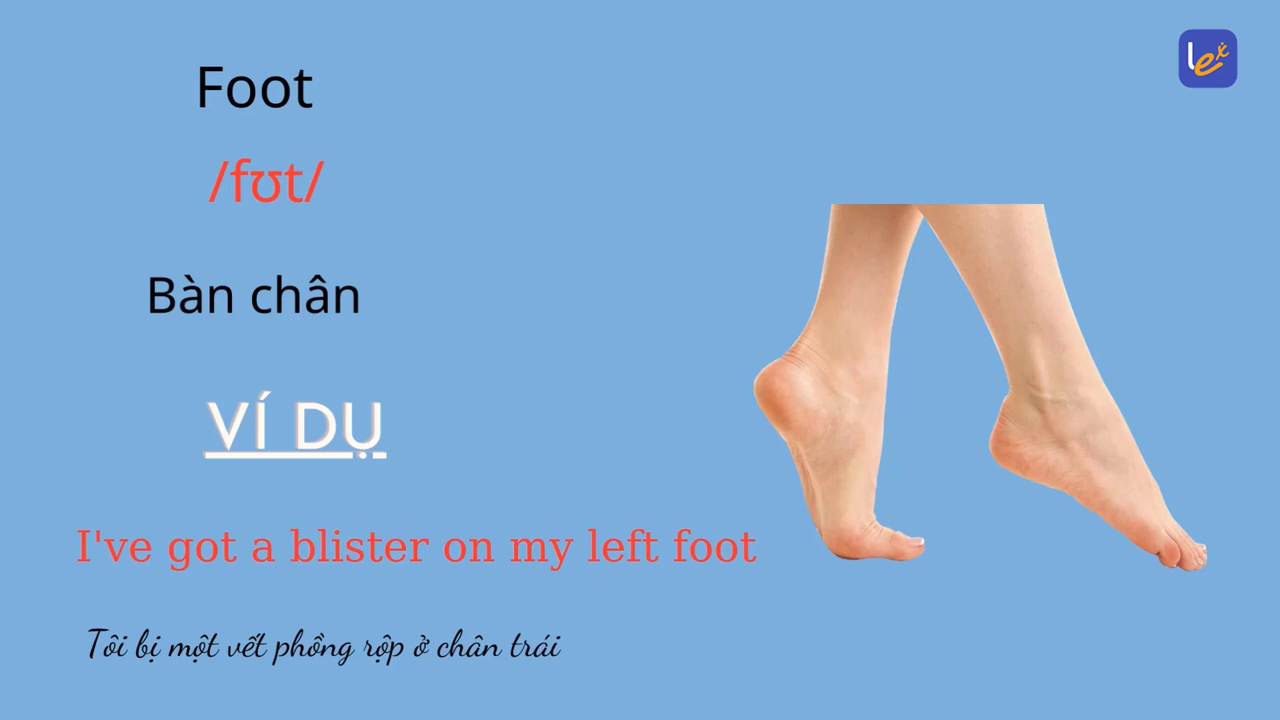 Foot
/fʊt/
Bàn chân
VÍ DỤ
I've got a blister on my left foot
Tôi bị một vết phồng rộp ở chân trái